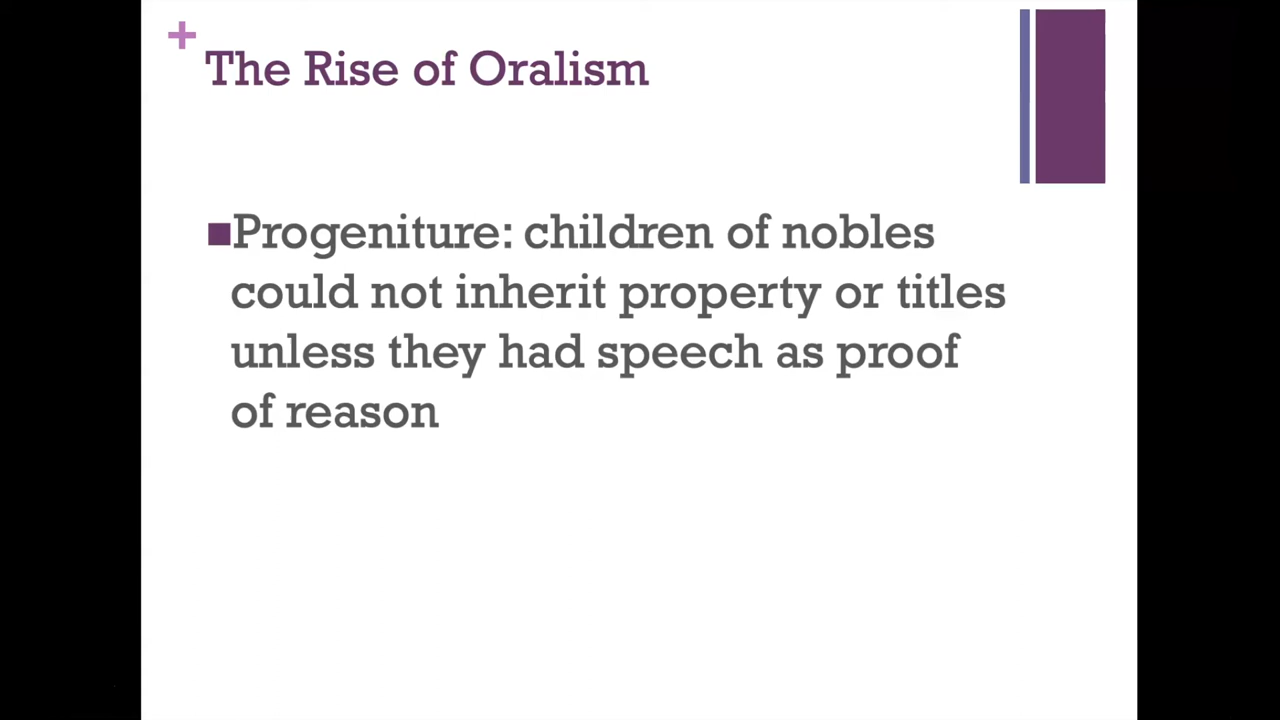 +
The Rise of Oralism
Progeniture: children of nobles
could not inherit property or titles
unless they had speech as proof
of reason